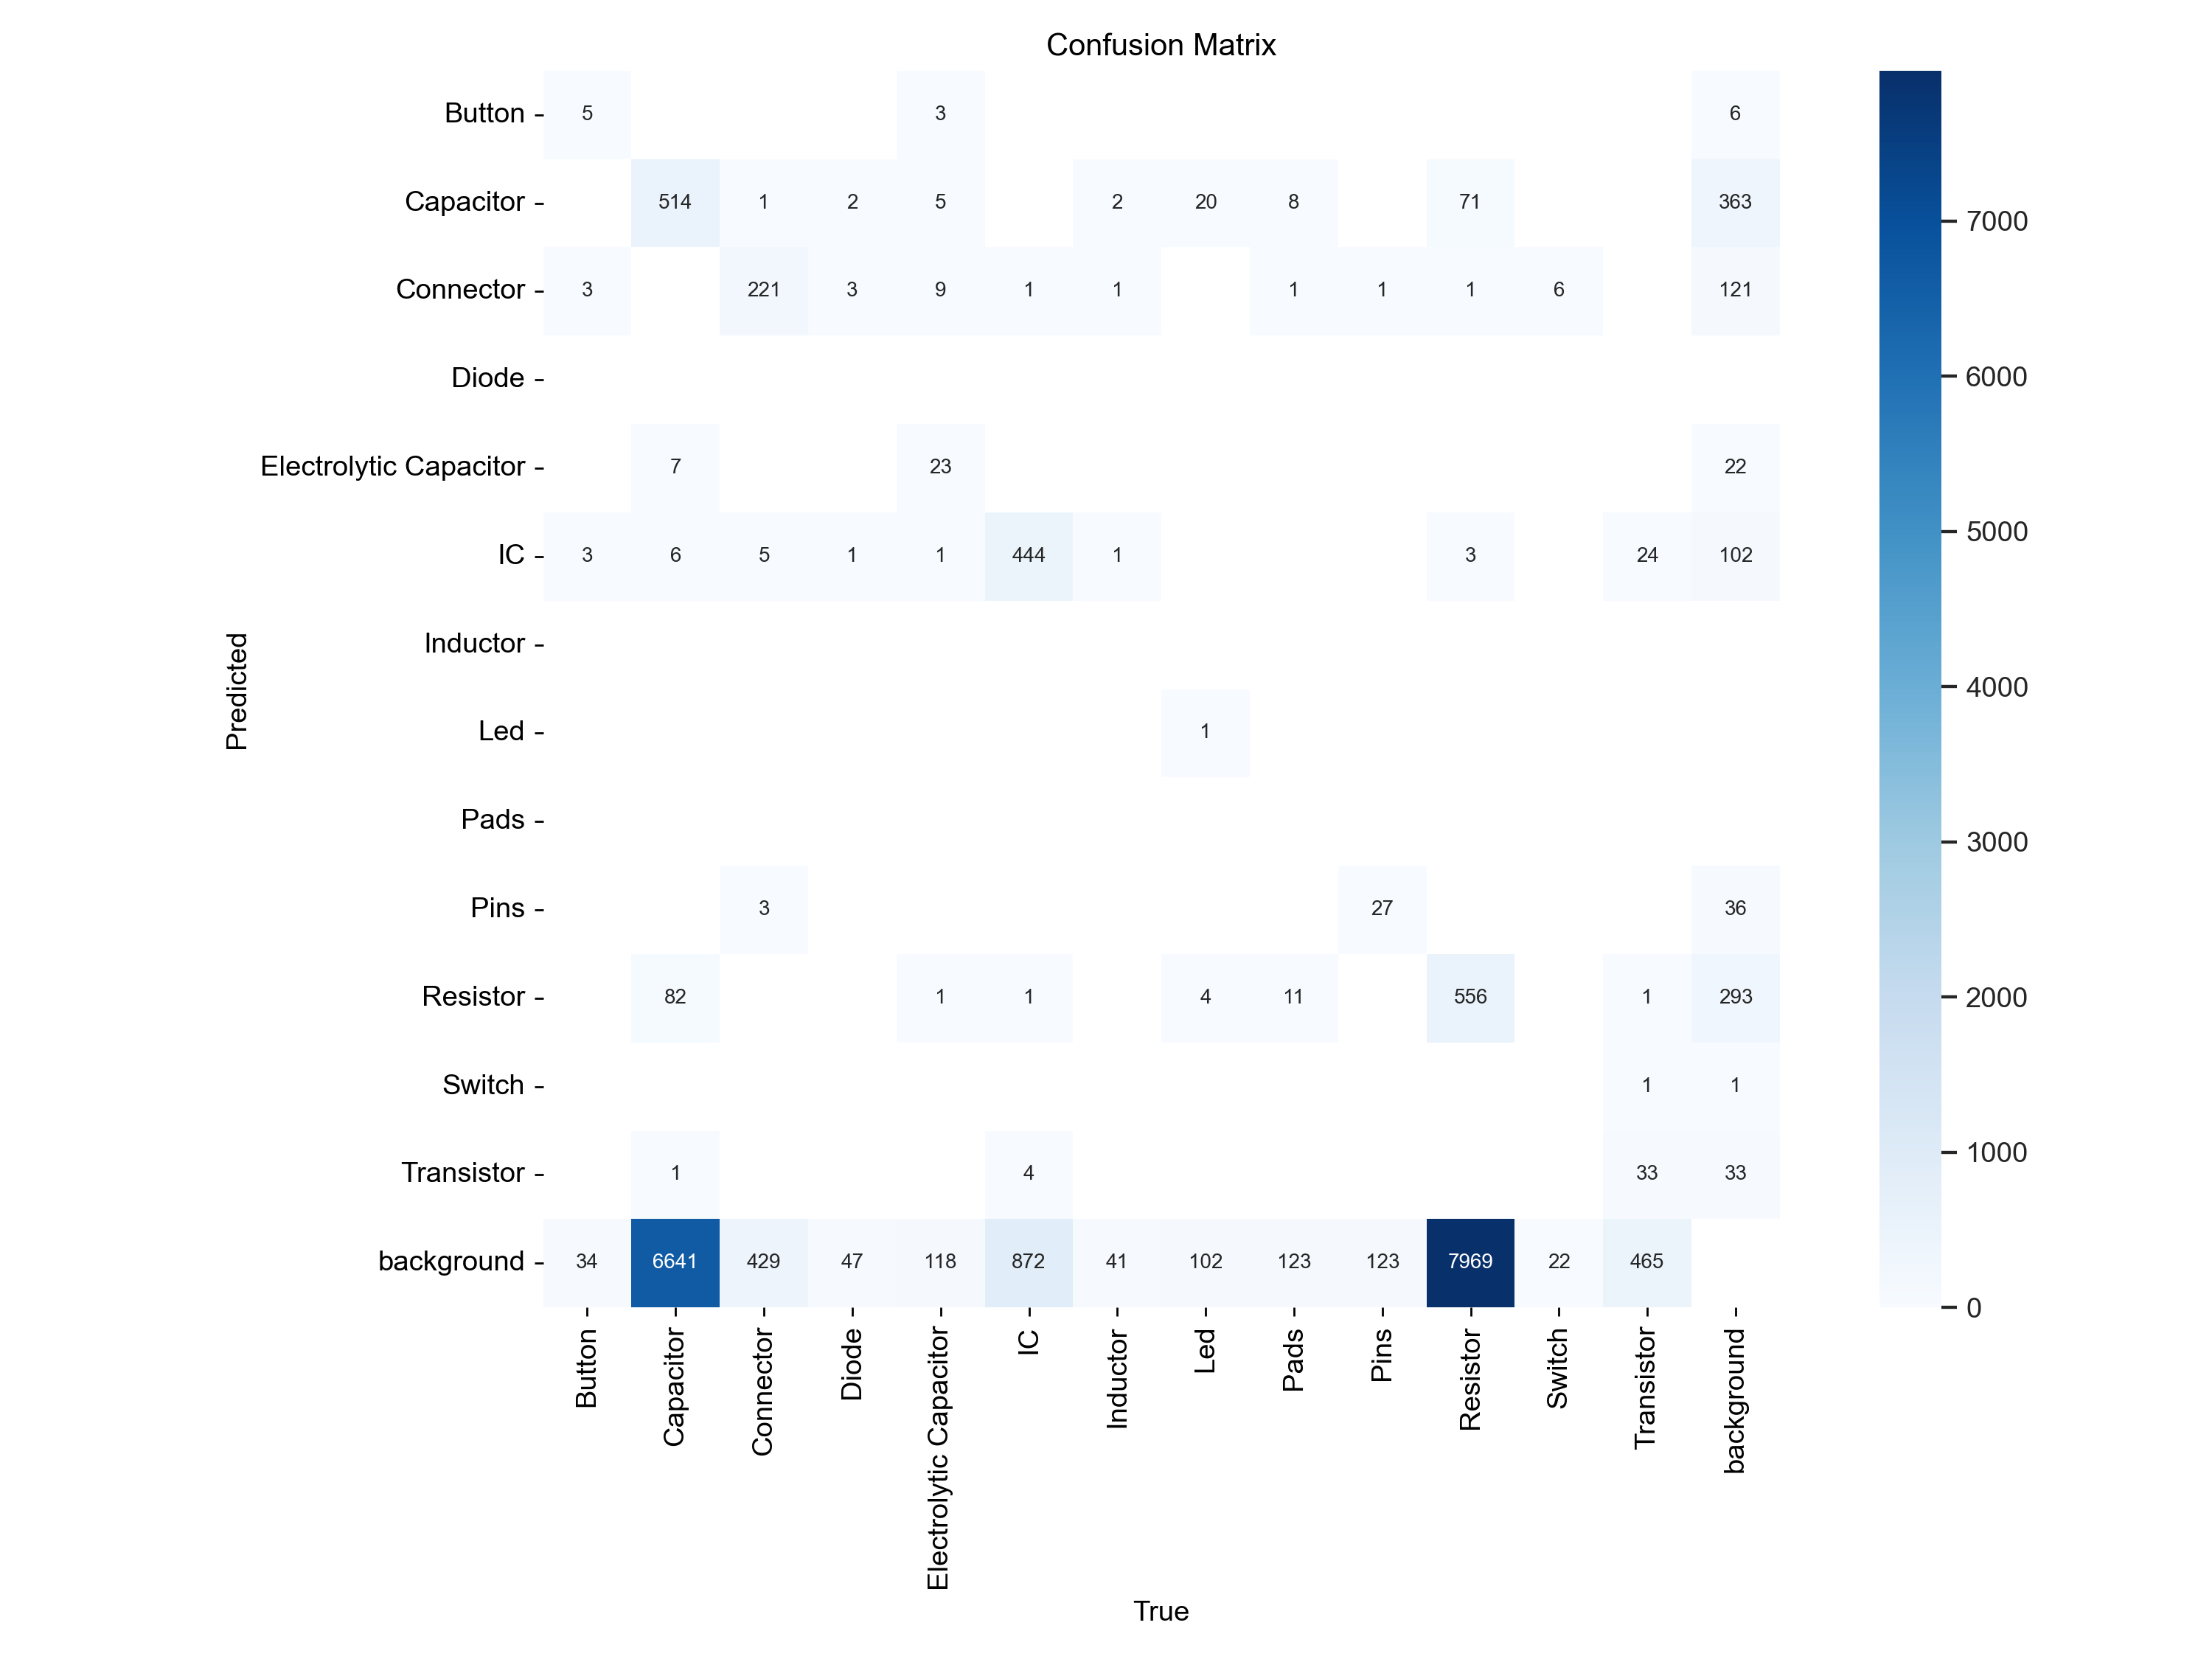 Confusion Matrix
Button 5 3 6
Capacitor 514 1 2 5 2 20 8 71 363
7000
Connector 3 221 3 9 1 1 1 1 1 6 121
6000
Diode
Electrolytic Capacitor 7 23 22
5000
IC 3 6 5 1 1 444 1 3 24 102
Predicted
Inductor
4000
Led 1
Pads
3000
Pins 3 27 36
Resistor 82 1 1 4 11 556 1 293
2000
Switch 1 1
Transistor 1 4 33 33
1000
background 34 6641 429 47 118 872 41 102 123 123 7969 22 465
0
Button
Capacitor
Connector
Diode
Electrolytic Capacitor
IC
Inductor
Led
Pads
Pins
Resistor
Switch
Transistor
background
True